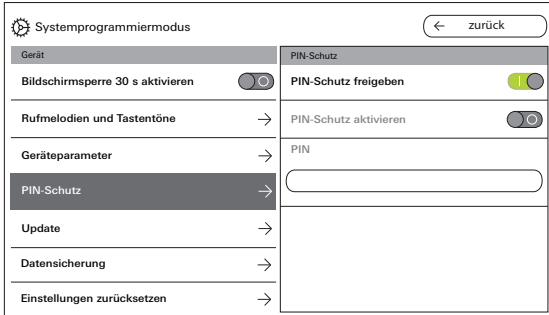 Systemprogrammiermodus
zurück
Gerät
Bildschirmsperre 30 s aktivieren
Rufmelodien und Tastentöne
Geräteparameter
PIN-Schutz
Update
Datensicherung
Einstellungen zurücksetzen
PIN-Schutz
PIN-Schutz freigeben
PIN-Schutz aktivieren
PIN